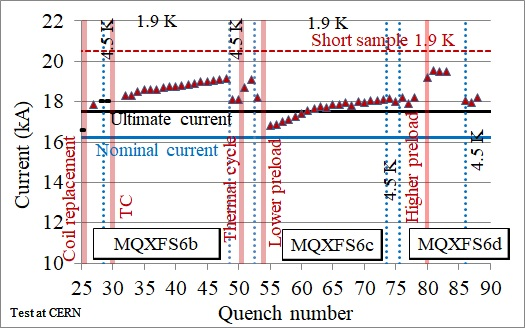 1.9 K
1.9 K
4.5 K
4.5 K
Short sample 1.9 K
Ultimate current
Nominal current
Coil replacement
TC
Thermal cycle
Lower preload
Higher preload
4.5 K
4.5 K
MQXFS6b
MQXFS6c
MQXFS6d
Current (kA)
22
20
18
16
14
12
10
25 30 35 40 45 50 55 60 65 70 75 80 85 90
Quench number
Test at CERN